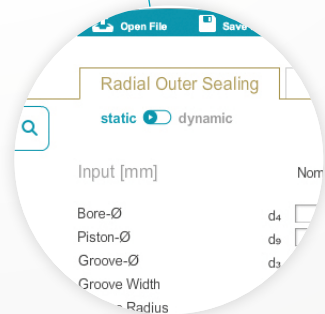 Open File Save
Radial Outer Sealing
static dynamic
Input [mm] Nom
Bore-Ø d₄
Piston-Ø d₉
Groove-Ø d₃
Groove Width
Radius